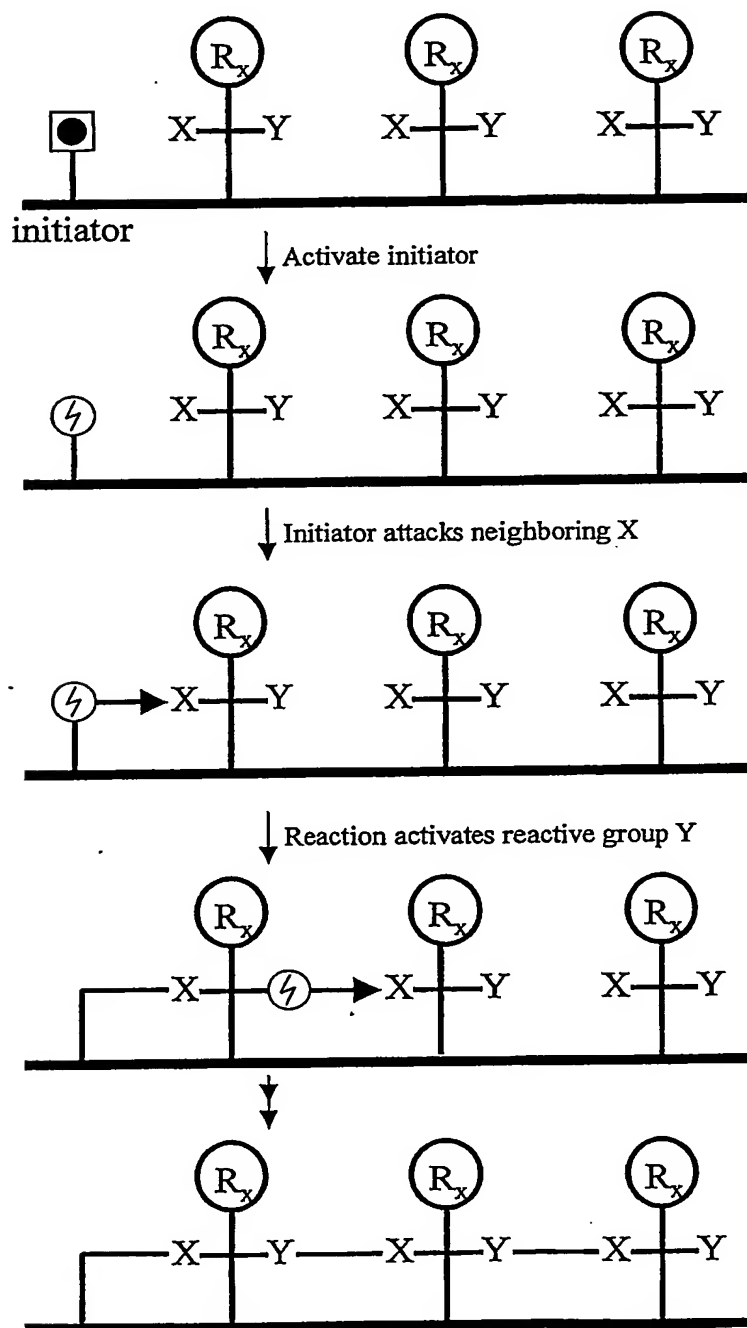 Rx Rx Rx
X Y X Y X Y
initiator
Activate initiator
Rx Rx Rx
X Y X Y X Y
Initiator attacks neighboring X
Rx Rx Rx
X Y X Y X Y
Reaction activates reactive group Y
Rx Rx Rx
X X Y X Y
Rx Rx Rx
X Y X Y X Y